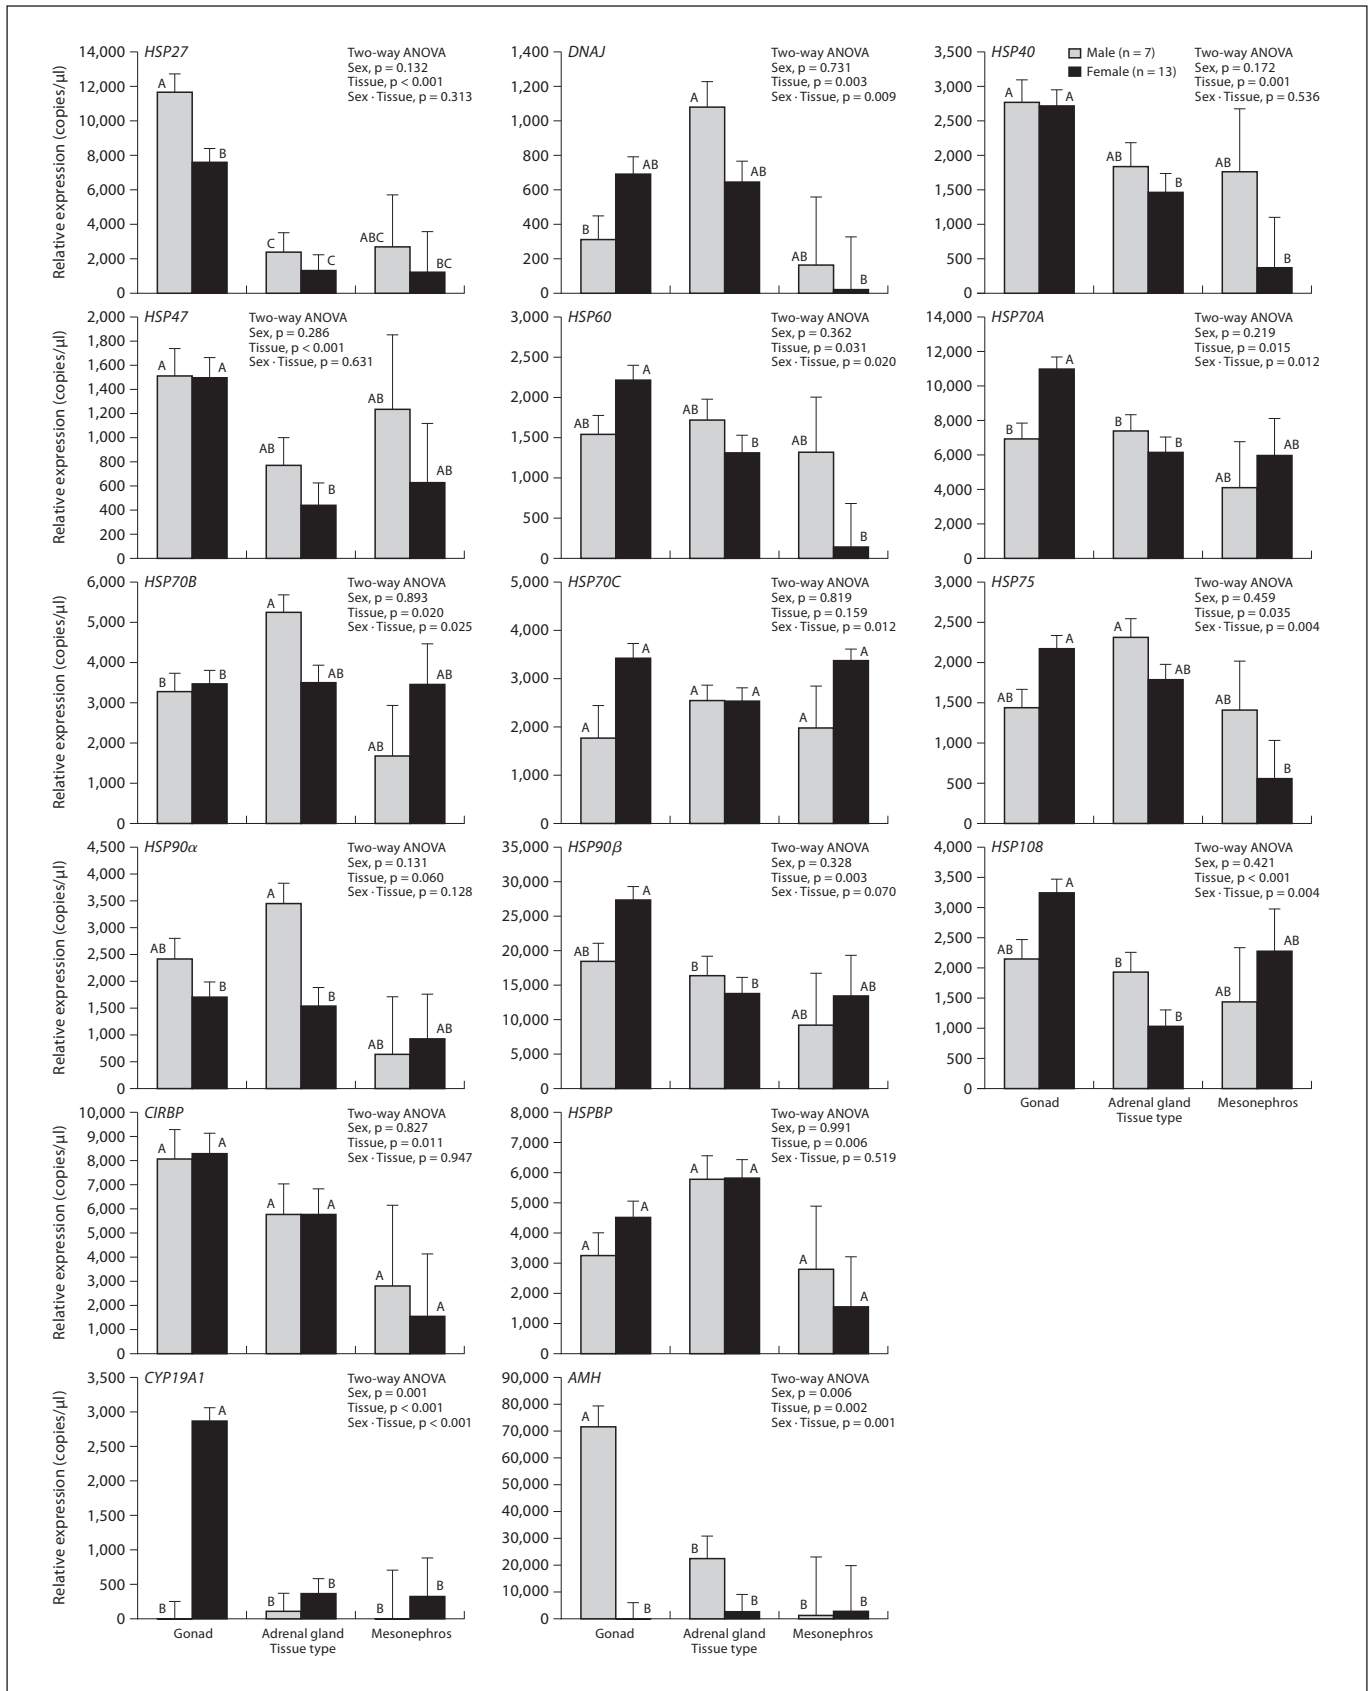 HSP27
Two-way ANOVA
Sex, p = 0.132
Tissue, p < 0.001
Sex · Tissue, p = 0.313
Relative expression (copies/μl)
14,000
12,000
10,000
8,000
6,000
4,000
2,000
0
A
B
C
C
ABC
BC
DNAJ
Two-way ANOVA
Sex, p = 0.731
Tissue, p = 0.003
Sex · Tissue, p = 0.009
1,400
1,200
1,000
800
600
400
200
0
B
AB
A
AB
AB
B
HSP40
Male (n = 7)
Female (n = 13)
Two-way ANOVA
Sex, p = 0.172
Tissue, p = 0.001
Sex · Tissue, p = 0.536
3,500
3,000
2,500
2,000
1,500
1,000
500
0
A
A
AB
B
AB
B
HSP47
Two-way ANOVA
Sex, p = 0.286
Tissue, p < 0.001
Sex · Tissue, p = 0.631
Relative expression (copies/μl)
2,000
1,800
1,600
1,400
1,200
1,000
800
600
400
200
0
A
A
AB
B
AB
AB
HSP60
Two-way ANOVA
Sex, p = 0.362
Tissue, p = 0.031
Sex · Tissue, p = 0.020
3,000
2,500
2,000
1,500
1,000
500
0
AB
A
AB
B
AB
B
HSP70A
Two-way ANOVA
Sex, p = 0.219
Tissue, p = 0.015
Sex · Tissue, p = 0.012
14,000
12,000
10,000
8,000
6,000
4,000
2,000
0
B
A
B
B
AB
AB
HSP70B
Two-way ANOVA
Sex, p = 0.893
Tissue, p = 0.020
Sex · Tissue, p = 0.025
Relative expression (copies/μl)
6,000
5,000
4,000
3,000
2,000
1,000
0
B
B
A
AB
AB
AB
HSP70C
Two-way ANOVA
Sex, p = 0.819
Tissue, p = 0.159
Sex · Tissue, p = 0.012
5,000
4,000
3,000
2,000
1,000
0
A
A
A
A
A
A
HSP75
Two-way ANOVA
Sex, p = 0.459
Tissue, p = 0.035
Sex · Tissue, p = 0.004
3,000
2,500
2,000
1,500
1,000
500
0
AB
A
A
AB
AB
B
HSP90α
Two-way ANOVA
Sex, p = 0.131
Tissue, p = 0.060
Sex · Tissue, p = 0.128
Relative expression (copies/μl)
4,500
4,000
3,500
3,000
2,500
2,000
1,500
1,000
500
0
AB
B
A
B
AB
AB
HSP90β
Two-way ANOVA
Sex, p = 0.328
Tissue, p = 0.003
Sex · Tissue, p = 0.070
35,000
30,000
25,000
20,000
15,000
10,000
5,000
0
AB
A
B
B
AB
AB
HSP108
Two-way ANOVA
Sex, p = 0.421
Tissue, p < 0.001
Sex · Tissue, p = 0.004
4,000
3,500
3,000
2,500
2,000
1,500
1,000
500
0
AB
A
B
B
AB
AB
Gonad
Adrenal gland
Mesonephros
Tissue type
CIRBP
Two-way ANOVA
Sex, p = 0.827
Tissue, p = 0.011
Sex · Tissue, p = 0.947
Relative expression (copies/μl)
10,000
9,000
8,000
7,000
6,000
5,000
4,000
3,000
2,000
1,000
0
A
A
A
A
A
A
HSPBP
Two-way ANOVA
Sex, p = 0.991
Tissue, p = 0.006
Sex · Tissue, p = 0.519
8,000
7,000
6,000
5,000
4,000
3,000
2,000
1,000
0
A
A
A
A
A
A
CYP19A1
Two-way ANOVA
Sex, p = 0.001
Tissue, p < 0.001
Sex · Tissue, p < 0.001
Relative expression (copies/μl)
3,500
3,000
2,500
2,000
1,500
1,000
500
0
B
A
B
B
B
B
Gonad
Adrenal gland
Mesonephros
Tissue type
AMH
Two-way ANOVA
Sex, p = 0.006
Tissue, p = 0.002
Sex · Tissue, p = 0.001
90,000
80,000
70,000
60,000
50,000
40,000
30,000
20,000
10,000
0
A
B
B
B
B
B
Gonad
Adrenal gland
Mesonephros
Tissue type